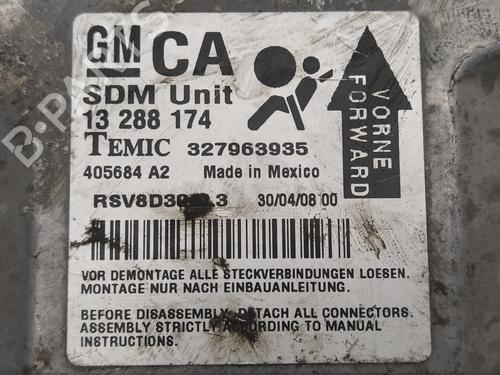 GM CA
SDM Unit
13 288 174
TEMIC 327963935
405684 A2 Made in Mexico
30/04/08 00
VORNE
FORWARD
VOR DEMONTAGE ALLE STECKVERBINDUNGEN LOESEN.
MONTAGE NUR NACH EINBAUANLEITUNG.
BEFORE DISASSEMBLY, DETACH ALL CONNECTORS.
ASSEMBLY STRICTLY ACCORDING TO MANUAL
INSTRUCTIONS.
B-PARTS